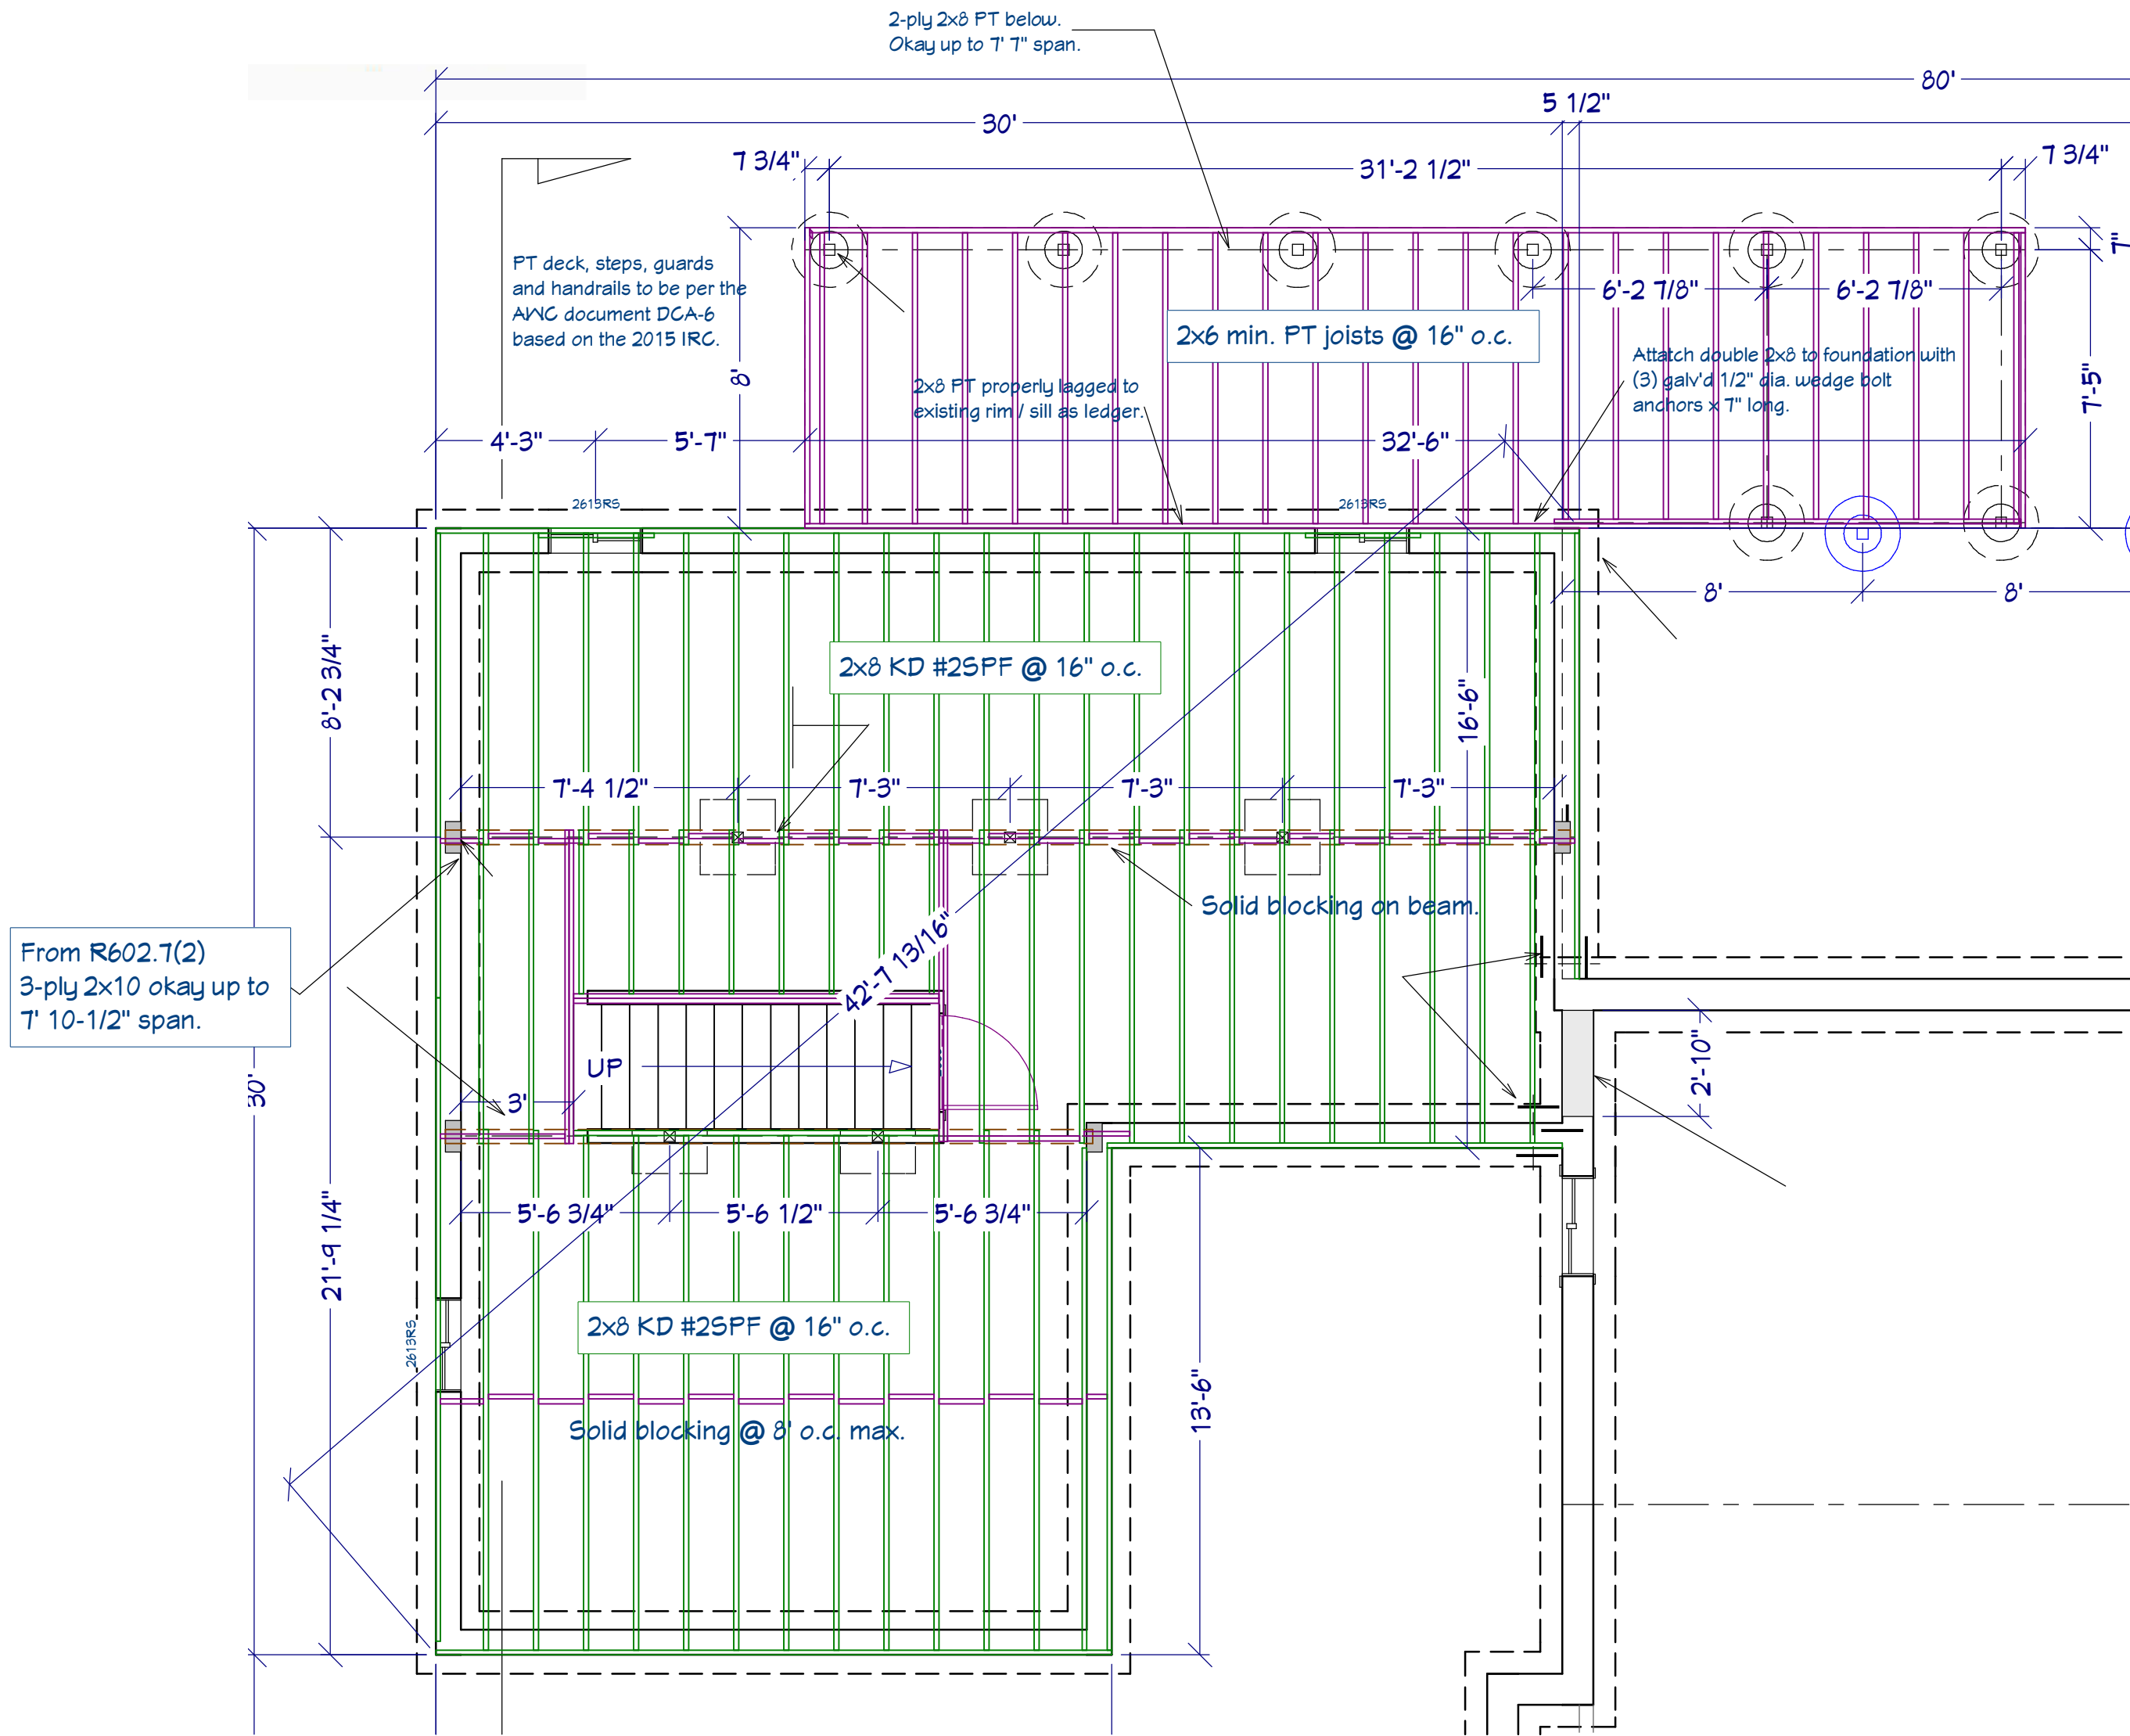 2-ply 2x8 PT below.
Okay up to 7' 7" span.
80'
5 1/2"
30'
7 3/4"
31'-2 1/2"
7 3/4"
7"
PT deck, steps, guards
and handrails to be per the
AWC document DCA-6
based on the 2015 IRC.
6'-2 7/8"
6'-2 7/8"
2x6 min. PT joists @ 16" o.c.
Attatch double 2x8 to foundation with
(3) galv'd 1/2" dia. wedge bolt
anchors x 7" long.
8'
2x8 PT properly lagged to
existing rim / sill as ledger.
7'-5"
4'-3"
5'-7"
32'-6"
2613RS
2613RS
8'
8'
8'-2 3/4"
2x8 KD #2SPF @ 16" o.c.
16'-6"
7'-4 1/2"
7'-3"
7'-3"
7'-3"
Solid blocking on beam.
42'-7 13/16"
From R602.7(2)
3-ply 2x10 okay up to
7' 10-1/2" span.
30'
UP
3'
2'-10"
5'-6 3/4"
5'-6 1/2"
5'-6 3/4"
21'-9 1/4"
2x8 KD #2SPF @ 16" o.c.
2613RS
13'-6"
Solid blocking @ 8' o.c. max.